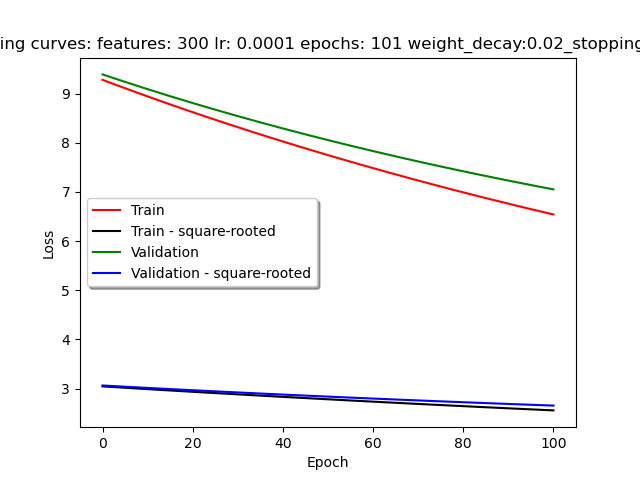 ing curves: features: 300 lr: 0.0001 epochs: 101 weight_decay:0.02_stopping
9
8
7
6
5
4
3
Loss
Train
Train - square-rooted
Validation
Validation - square-rooted
0 20 40 60 80 100
Epoch